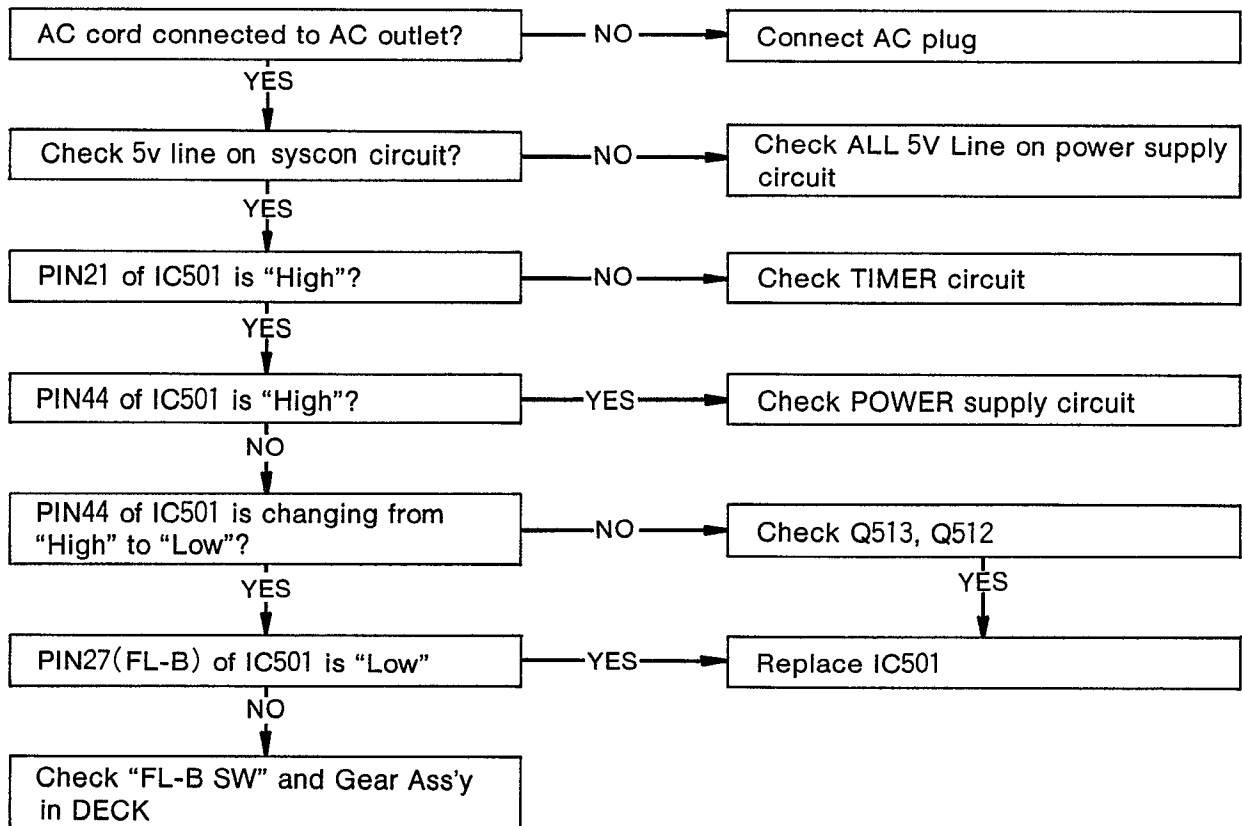 AC cord connected to AC outlet?
NO
Connect AC plug
YES
Check 5v line on syscon circuit?
NO
Check ALL 5V Line on power supply
circuit
YES
PIN21 of IC501 is “High”?
NO
Check TIMER circuit
YES
PIN44 of IC501 is “High”?
YES
Check POWER supply circuit
NO
PIN44 of IC501 is changing from
“High” to “Low”?
NO
Check Q513, Q512
YES
YES
PIN27(FL-B) of IC501 is “Low”
YES
Replace IC501
NO
Check “FL-B SW” and Gear Ass'y
in DECK